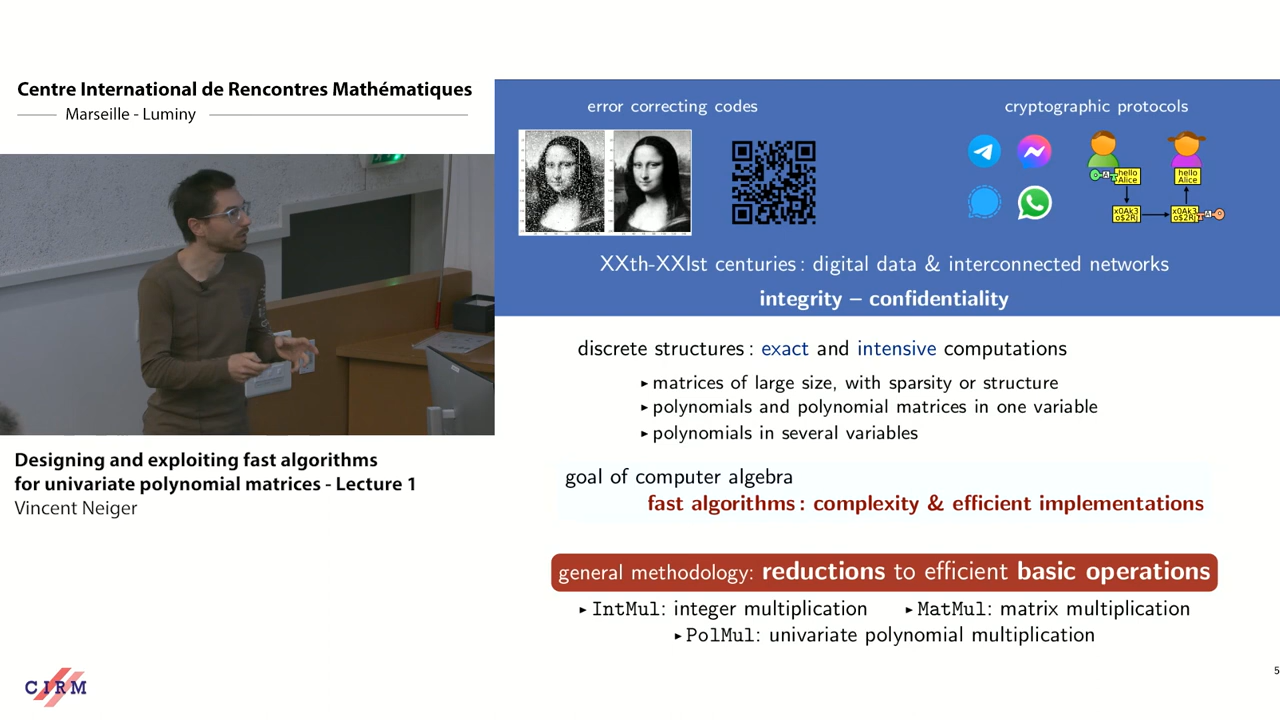 Centre International de Rencontres Mathématiques
Marseille - Luminy
Designing and exploiting fast algorithms
for univariate polynomial matrices - Lecture 1
Vincent Neiger
CIRM
error correcting codes
cryptographic protocols
hello
Alice
hello
Alice
x0Ak3
o$2Rj
x0Ak3
o$2Rj
XXth-XXIst centuries : digital data & interconnected networks
integrity – confidentiality
discrete structures : exact and intensive computations
▸ matrices of large size, with sparsity or structure
▸ polynomials and polynomial matrices in one variable
▸ polynomials in several variables
goal of computer algebra
fast algorithms : complexity & efficient implementations
general methodology: reductions to efficient basic operations
▸ IntMul: integer multiplication ▸ MatMul: matrix multiplication
▸ PolMul: univariate polynomial multiplication
5